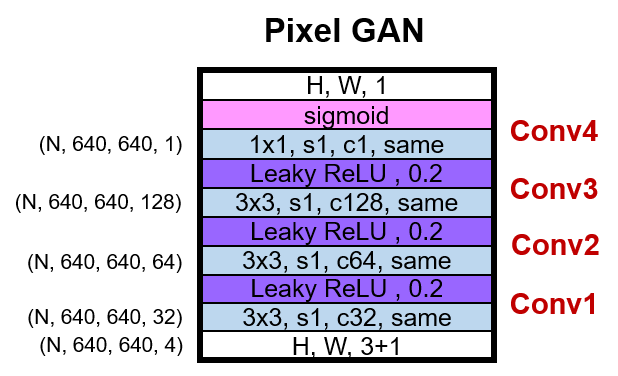 Pixel GAN
H, W, 1
sigmoid
Conv4
(N, 640, 640, 1)
1x1, s1, c1, same
Leaky ReLU , 0.2
Conv3
(N, 640, 640, 128)
3x3, s1, c128, same
Leaky ReLU , 0.2
Conv2
(N, 640, 640, 64)
3x3, s1, c64, same
Leaky ReLU , 0.2
Conv1
(N, 640, 640, 32)
3x3, s1, c32, same
(N, 640, 640, 4)
H, W, 3+1